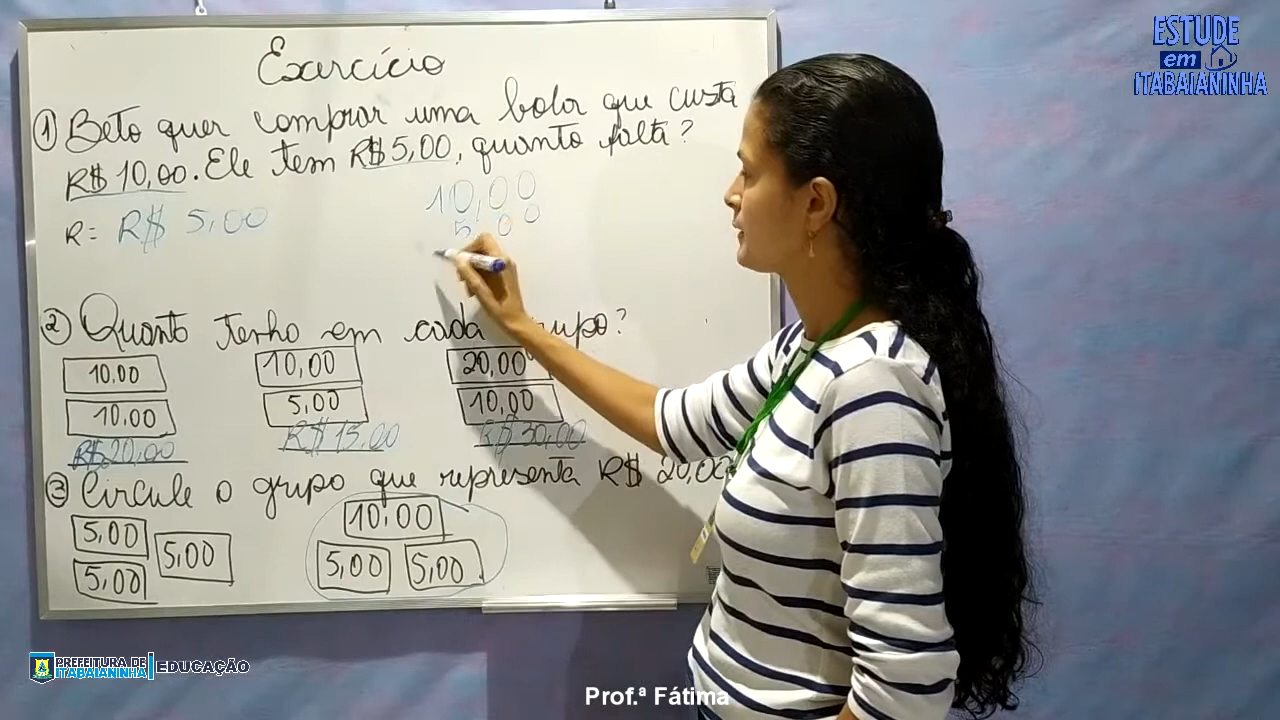 ESTUDE
em
ITABAIANINHA
Exercício
1) Beto quer comprar uma bola que custa
R$ 10,00. Ele tem R$ 5,00, quanto falta?
10,00
R= R$ 5,00
5,00
2) Quanto tenho em cada grupo?
10,00 10,00 20,00
10,00 5,00 10,00
R$ 20,00 R$ 15,00 R$ 30,00
3) Circule o grupo que representa R$ 20,00
5,00 5,00 10,00
5,00 5,00 5,00
PREFEITURA DE
ITABAIANINHA
EDUCAÇÃO
Prof.ª Fátima